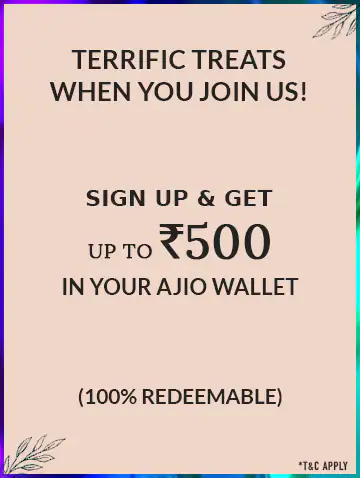 TERRIFIC TREATS
WHEN YOU JOIN US!
SIGN UP & GET
UP TO ₹500
IN YOUR AJIO WALLET
(100% REDEEMABLE)
*T&C APPLY